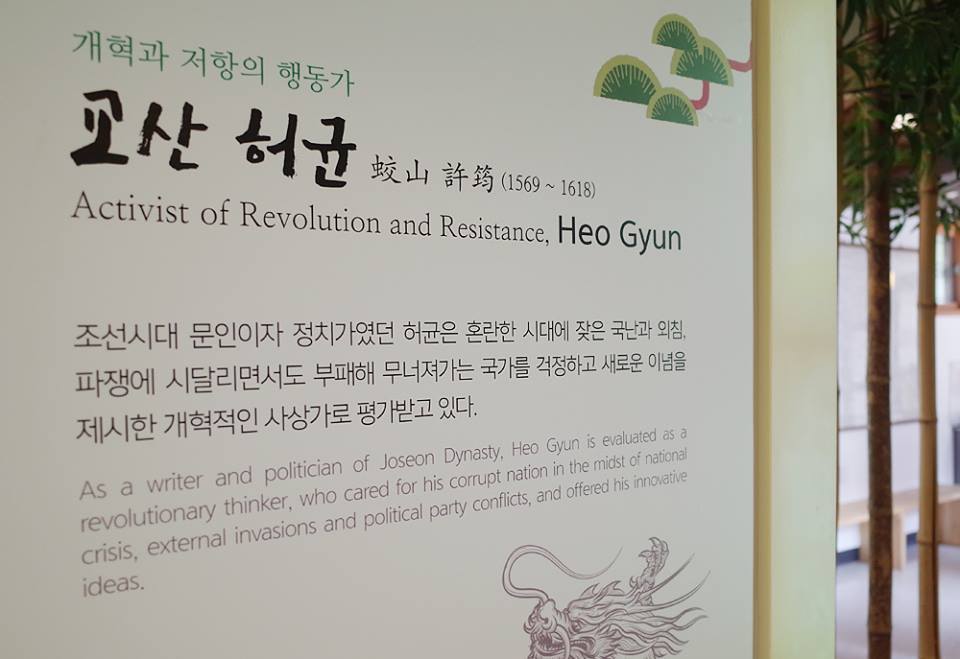 개혁과 저항의 행동가
교산 허균 蛟山 許筠 (1569 ~ 1618)
Activist of Revolution and Resistance, Heo Gyun
조선시대 문인이자 정치가였던 허균은 혼란한 시대에 잦은 국난과 외침,
파쟁에 시달리면서도 부패해 무너져가는 국가를 걱정하고 새로운 이념을
제시한 개혁적인 사상가로 평가받고 있다.
As a writer and politician of Joseon Dynasty, Heo Gyun is evaluated as a
revolutionary thinker, who cared for his corrupt nation in the midst of national
crisis, external invasions and political party conflicts, and offered his innovative
ideas.